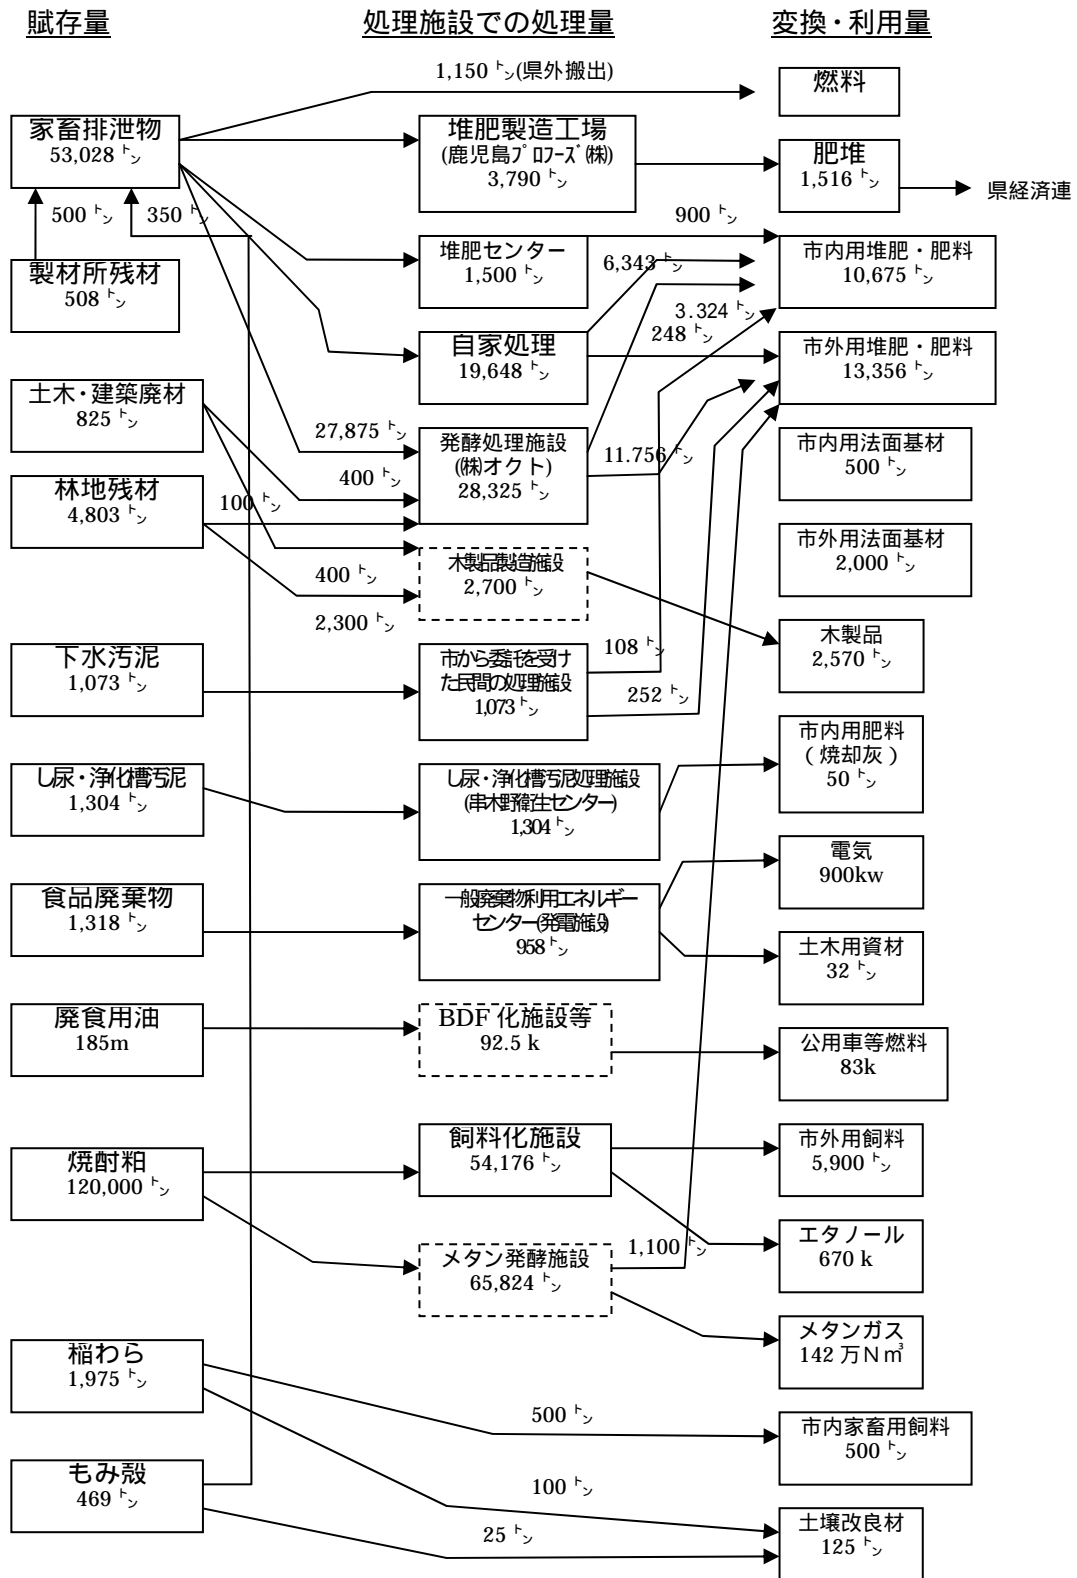 賦存量
処理施設での処理量
変換・利用量
1,150 ㌧(県外搬出)
燃料
家畜排泄物
53,028 ㌧
堆肥製造工場
(鹿児島ﾌﾟﾛﾌｰｽﾞ(株)
3,790 ㌧
肥堆
1,516 ㌧
県経済連
500 ㌧
350 ㌧
900 ㌧
製材所残材
508 ㌧
堆肥センター
1,500 ㌧
6,343 ㌧
市内用堆肥・肥料
10,675 ㌧
3.324 ㌧
248 ㌧
自家処理
19,648 ㌧
市外用堆肥・肥料
13,356 ㌧
土木・建築廃材
825 ㌧
27,875 ㌧
発酵処理施設
(㈱オクト)
28,325 ㌧
11.756 ㌧
市内用法面基材
500 ㌧
400 ㌧
林地残材
4,803 ㌧
100 ㌧
市外用法面基材
2,000 ㌧
400 ㌧
木製品製造施設
2,700 ㌧
2,300 ㌧
木製品
2,570 ㌧
下水汚泥
1,073 ㌧
市から委託を受け
た民間の処理施設
1,073 ㌧
108 ㌧
252 ㌧
市内用肥料
(焼却灰)
50 ㌧
し尿・浄化槽汚泥
1,304 ㌧
し尿・浄化槽汚泥処理施設
(串木野衛生センター)
1,304 ㌧
電気
900kw
食品廃棄物
1,318 ㌧
一般廃棄物利用エネルギー
センター(発電施設)
958 ㌧
土木用資材
32 ㌧
廃食用油
185m
BDF 化施設等
92.5 k
公用車等燃料
83k
焼酎粕
120,000 ㌧
飼料化施設
54,176 ㌧
市外用飼料
5,900 ㌧
エタノール
670 k
メタン発酵施設
65,824 ㌧
1,100 ㌧
メタンガス
142 万Ｎ㎥
稲わら
1,975 ㌧
500 ㌧
市内家畜用飼料
500 ㌧
もみ殻
469 ㌧
100 ㌧
25 ㌧
土壌改良材
125 ㌧